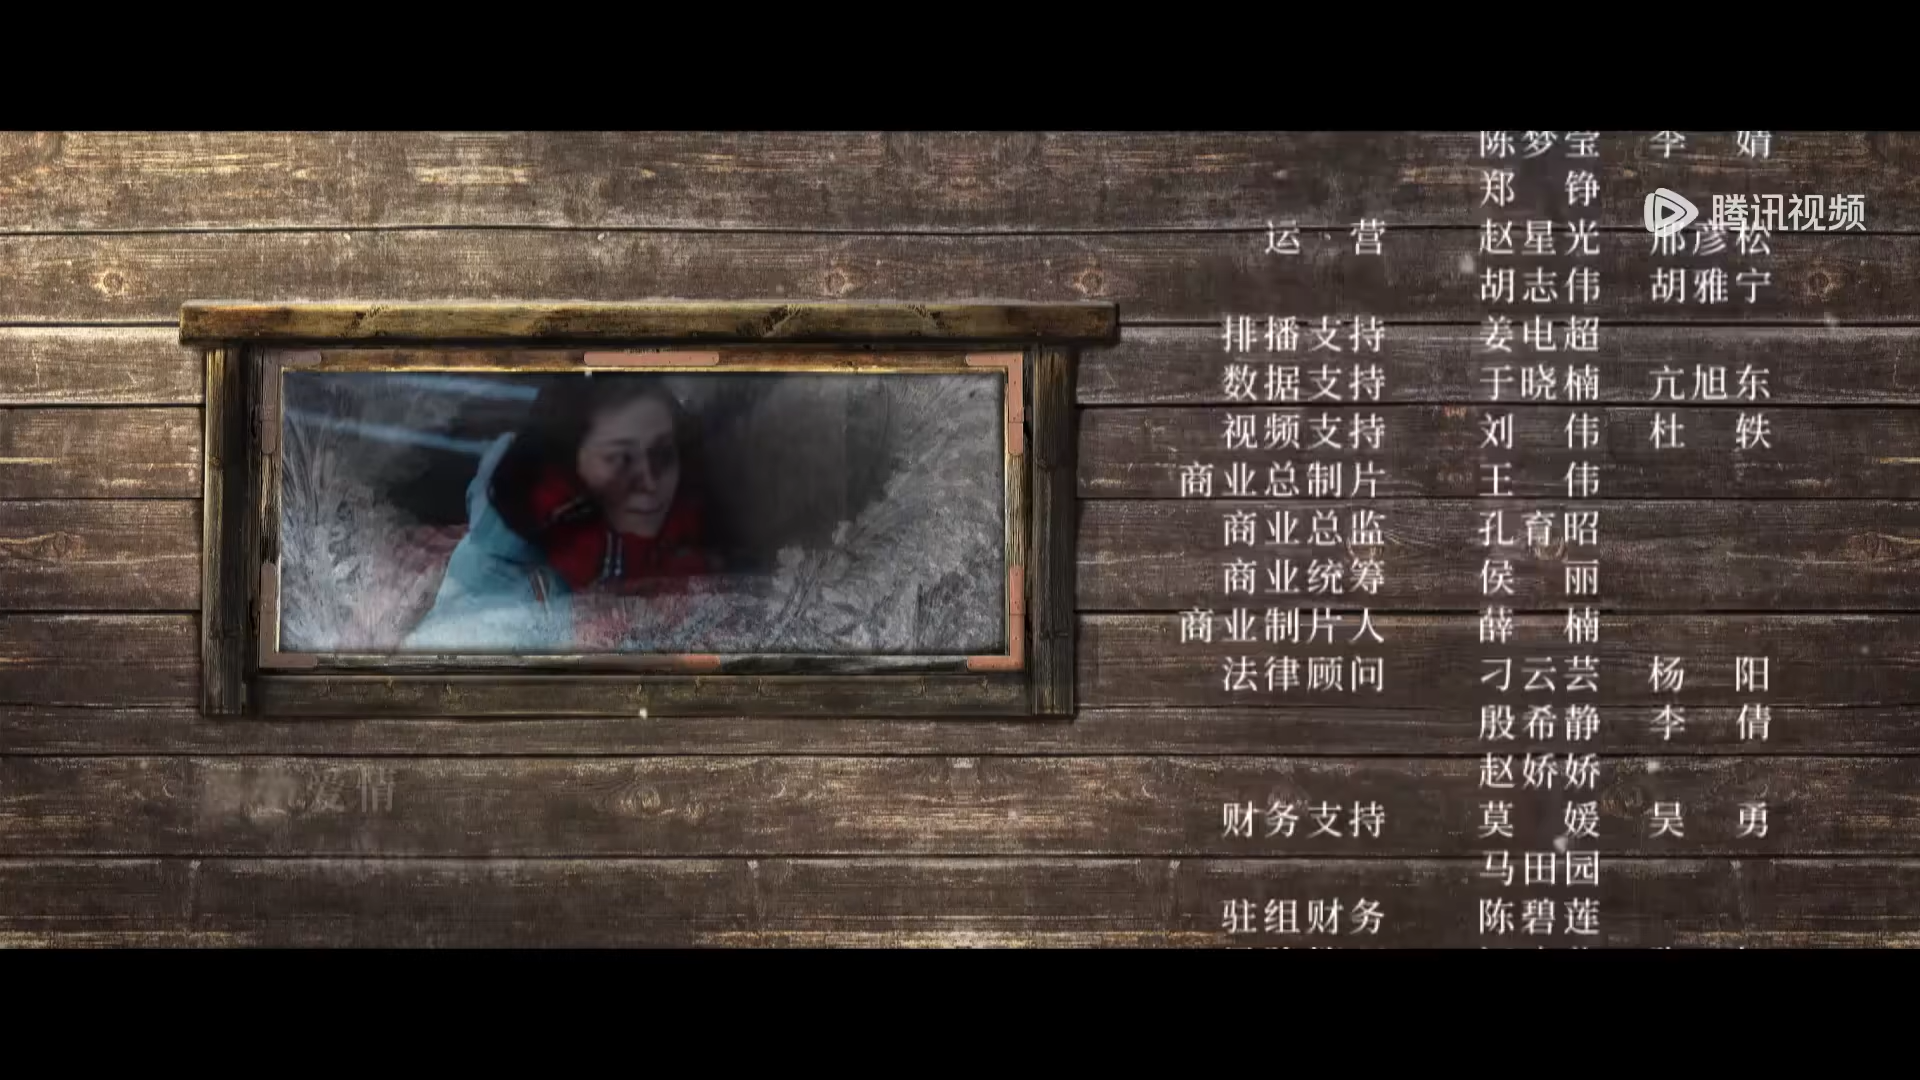 陈梦莹 李婧
郑铮
腾讯视频
运营 赵星光 邢彦松
胡志伟 胡雅宁
排播支持 姜电超
数据支持 于晓楠 亢旭东
视频支持 刘伟 杜轶
商业总制片 王伟
商业总监 孔育昭
商业统筹 侯丽
商业制片人 薛楠
法律顾问 刁云芸 杨阳
殷希静 李倩
赵娇娇
爱情
财务支持 莫媛 吴勇
马田园
驻组财务 陈碧莲